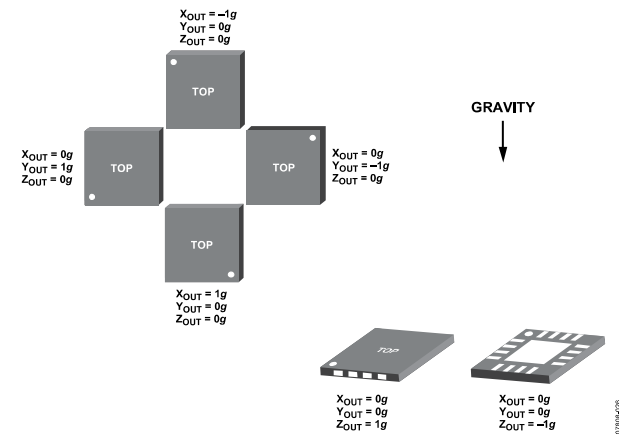 XOUT = –1g
YOUT = 0g
ZOUT = 0g
TOP
GRAVITY
XOUT = 0g
YOUT = 1g
ZOUT = 0g
TOP
TOP
XOUT = 0g
YOUT = –1g
ZOUT = 0g
TOP
XOUT = 1g
YOUT = 0g
ZOUT = 0g
TOP
XOUT = 0g
YOUT = 0g
ZOUT = 1g
XOUT = 0g
YOUT = 0g
ZOUT = –1g
07808-026